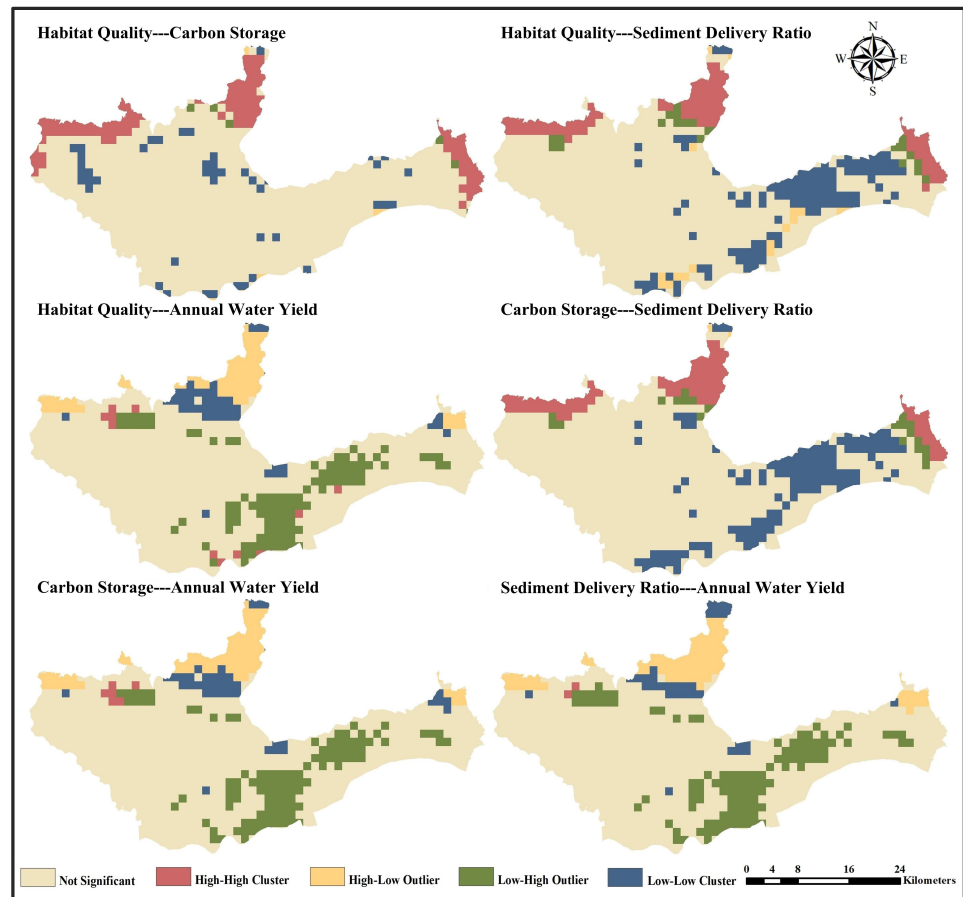 Habitat Quality---Carbon Storage
Habitat Quality---Sediment Delivery Ratio
N
W E
S
Habitat Quality---Annual Water Yield
Carbon Storage---Sediment Delivery Ratio
Carbon Storage---Annual Water Yield
Sediment Delivery Ratio---Annual Water Yield
Not Significant High-High Cluster High-Low Outlier Low-High Outlier Low-Low Cluster
0 4 8 16 24
Kilometers